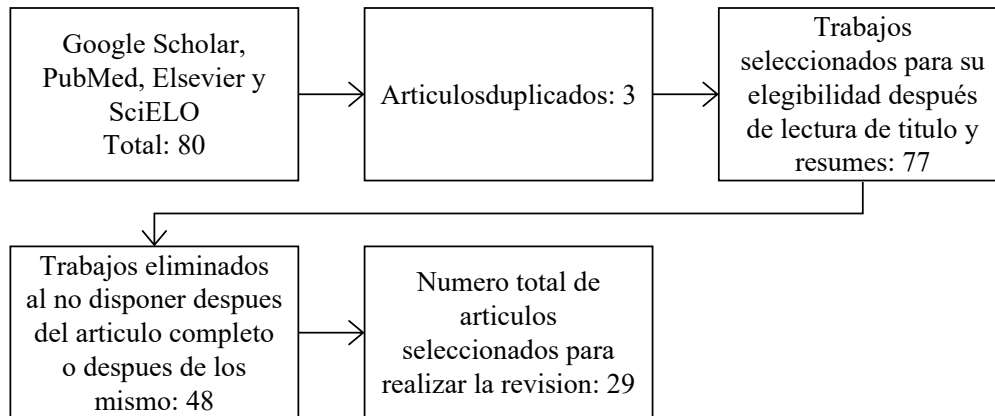 Google Scholar,
PubMed, Elsevier y
SciELO
Total: 80
Articulosduplicados: 3
Trabajos
seleccionados para su
elegibilidad después
de lectura de titulo y
resumes: 77
Trabajos eliminados
al no disponer despues
del articulo completo
o despues de los
mismo: 48
Numero total de
articulos
seleccionados para
realizar la revision: 29